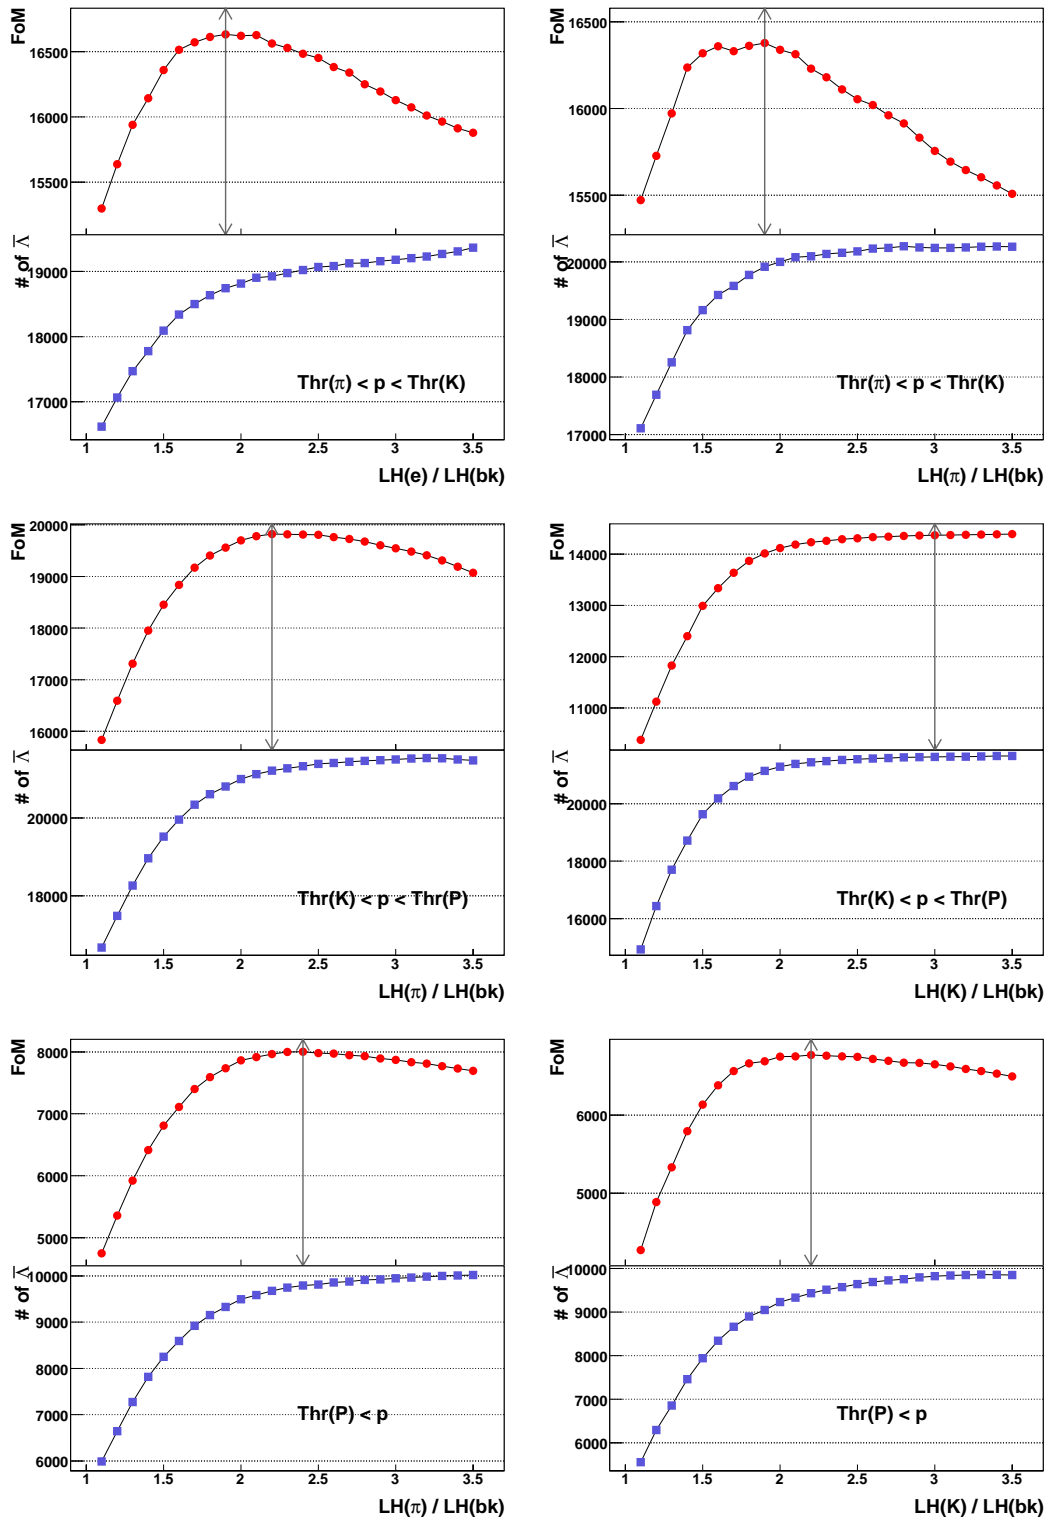 FoM
16500
16000
15500
# of Λ̅
19000
18000
17000
Thr(π) < p < Thr(K)
1 1.5 2 2.5 3 3.5
LH(e) / LH(bk)
FoM
16500
16000
15500
# of Λ̅
20000
19000
18000
17000
Thr(π) < p < Thr(K)
1 1.5 2 2.5 3 3.5
LH(π) / LH(bk)
FoM
20000
19000
18000
17000
16000
# of Λ̅
20000
18000
Thr(K) < p < Thr(P)
1 1.5 2 2.5 3 3.5
LH(π) / LH(bk)
FoM
14000
13000
12000
11000
# of Λ̅
20000
18000
16000
Thr(K) < p < Thr(P)
1 1.5 2 2.5 3 3.5
LH(K) / LH(bk)
FoM
8000
7000
6000
5000
# of Λ̅
10000
9000
8000
7000
6000
Thr(P) < p
1 1.5 2 2.5 3 3.5
LH(π) / LH(bk)
FoM
6000
5000
# of Λ̅
10000
9000
8000
7000
6000
Thr(P) < p
1 1.5 2 2.5 3 3.5
LH(K) / LH(bk)